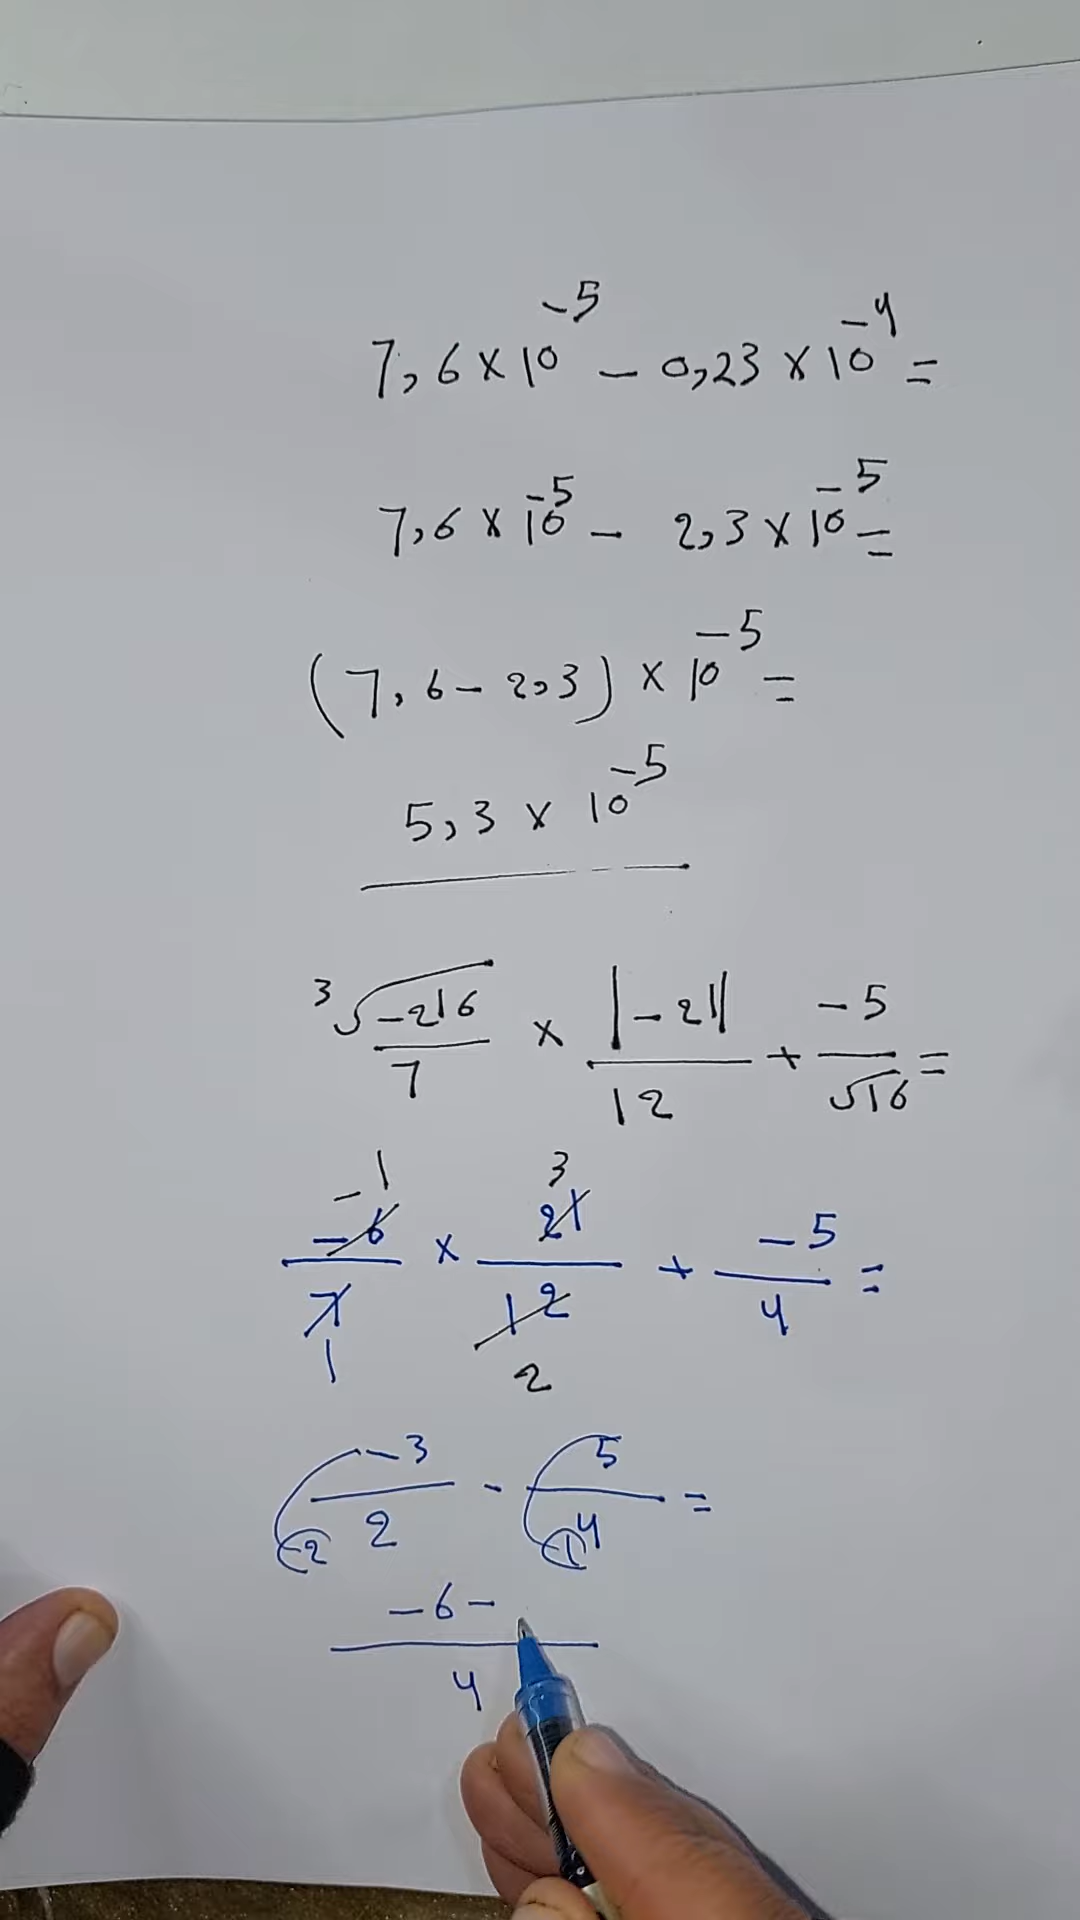 7,6 × 10^-5 - 0,23 × 10^-4 =
7,6 × 10^-5 - 2,3 × 10^-5 =
(7,6 - 2,3) × 10^-5 =
5,3 × 10^-5
∛-216/7 × |-21|/12 + -5/√16 =
-6/7 × 21/12 + -5/4 =
-1 3
1 2
-3/2 - 5/4 =
2 1
-6 - /4